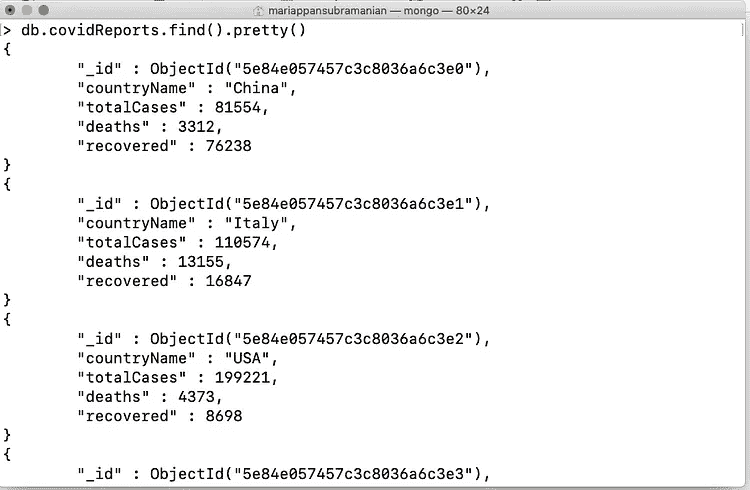 mariappansubramanian — mongo — 80×24
> db.covidReports.find().pretty()
{
"_id" : ObjectId("5e84e057457c3c8036a6c3e0"),
"countryName" : "China",
"totalCases" : 81554,
"deaths" : 3312,
"recovered" : 76238
}
{
"_id" : ObjectId("5e84e057457c3c8036a6c3e1"),
"countryName" : "Italy",
"totalCases" : 110574,
"deaths" : 13155,
"recovered" : 16847
}
{
"_id" : ObjectId("5e84e057457c3c8036a6c3e2"),
"countryName" : "USA",
"totalCases" : 199221,
"deaths" : 4373,
"recovered" : 8698
}
{
"_id" : ObjectId("5e84e057457c3c8036a6c3e3"),